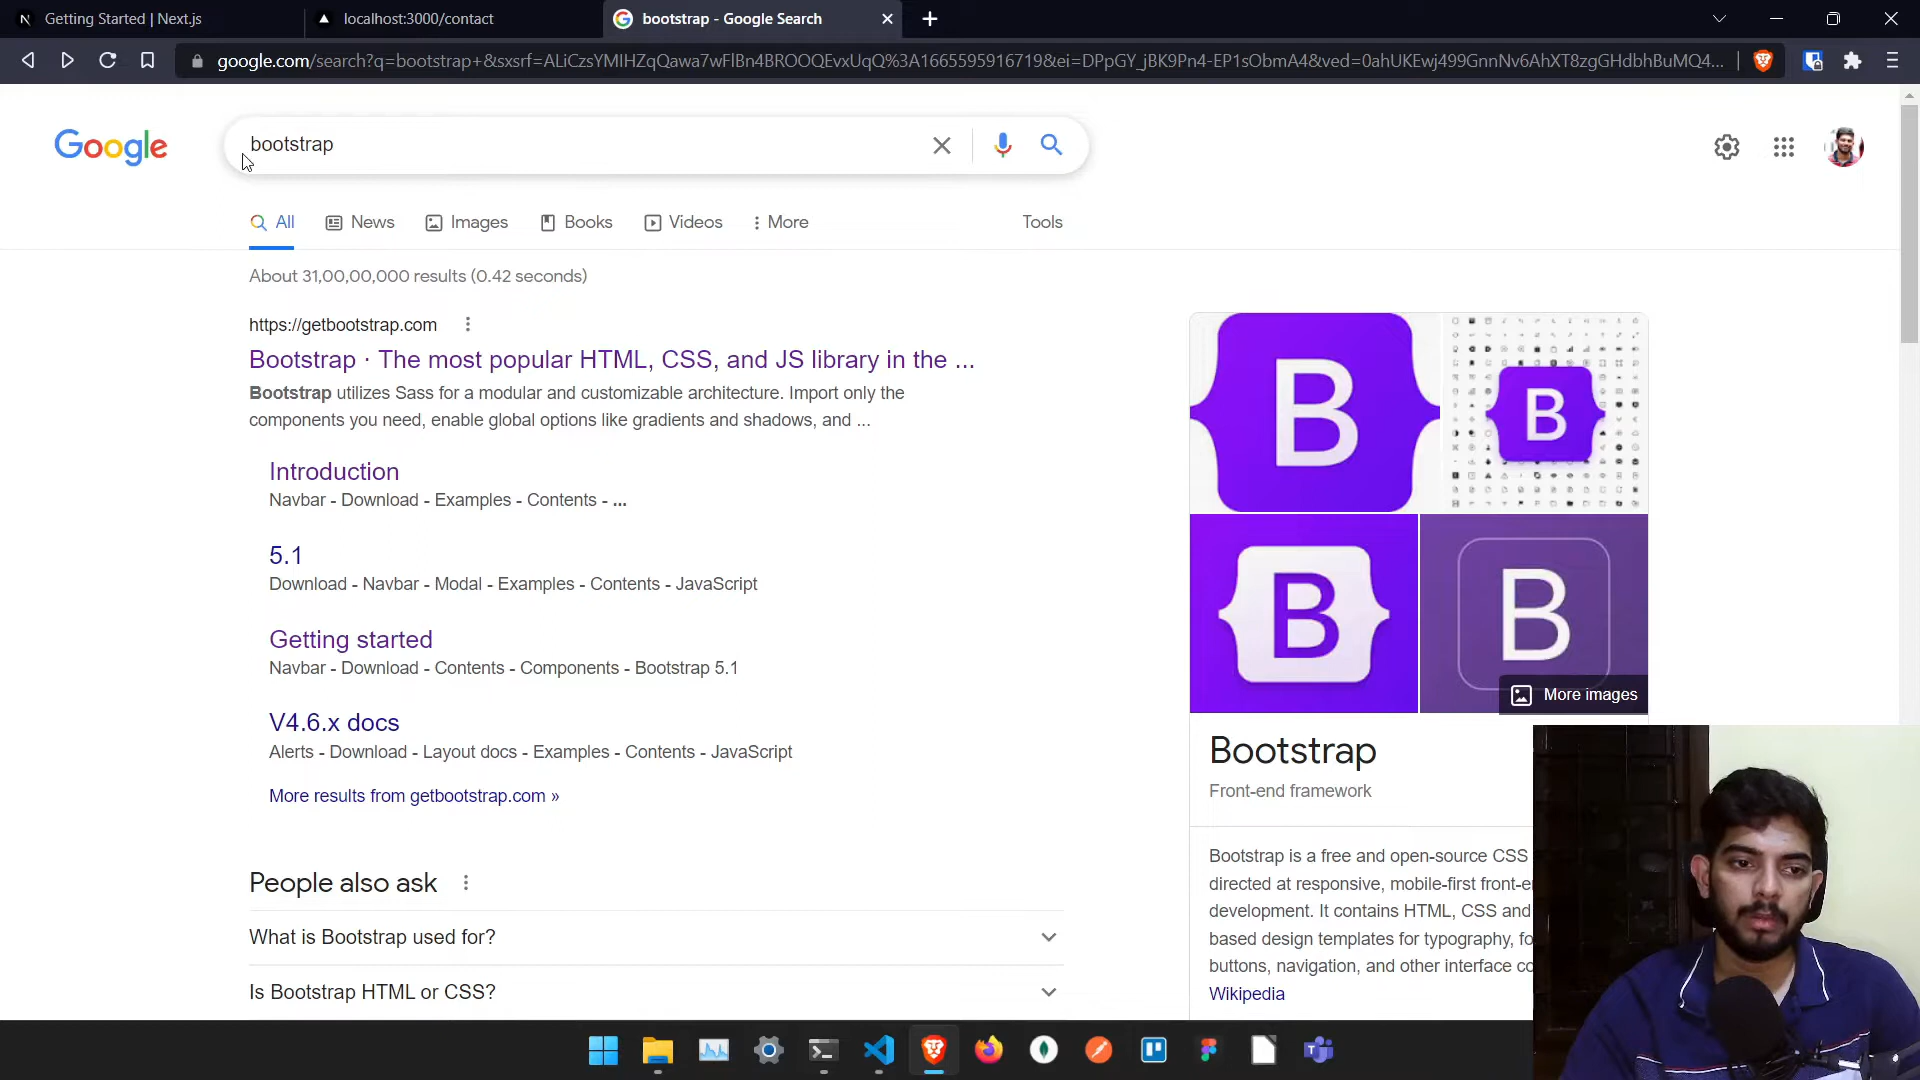 Getting Started | Next.js
localhost:3000/contact
bootstrap - Google Search
google.com/search?q=bootstrap+&sxsrf=ALiCzsYMIHZqQawa7wFlBn4BROOQEvxUqQ%3A1665595916719&ei=DPpGY_jBK9Pn4-EP1sObmA4&ved=0ahUKEwj499GnnNv6AhXT8zgGHdbhBuMQ4...
Google
bootstrap
All
News
Images
Books
Videos
More
Tools
About 31,00,00,000 results (0.42 seconds)
https://getbootstrap.com
Bootstrap · The most popular HTML, CSS, and JS library in the ...
Bootstrap utilizes Sass for a modular and customizable architecture. Import only the
components you need, enable global options like gradients and shadows, and ...
Introduction
Navbar - Download - Examples - Contents - ...
5.1
Download - Navbar - Modal - Examples - Contents - JavaScript
Getting started
Navbar - Download - Contents - Components - Bootstrap 5.1
V4.6.x docs
Alerts - Download - Layout docs - Examples - Contents - JavaScript
More results from getbootstrap.com »
People also ask
What is Bootstrap used for?
Is Bootstrap HTML or CSS?
B
B
B
B
More images
Bootstrap
Front-end framework
Bootstrap is a free and open-source CSS
directed at responsive, mobile-first front-e
development. It contains HTML, CSS and
based design templates for typography, fo
buttons, navigation, and other interface co
Wikipedia